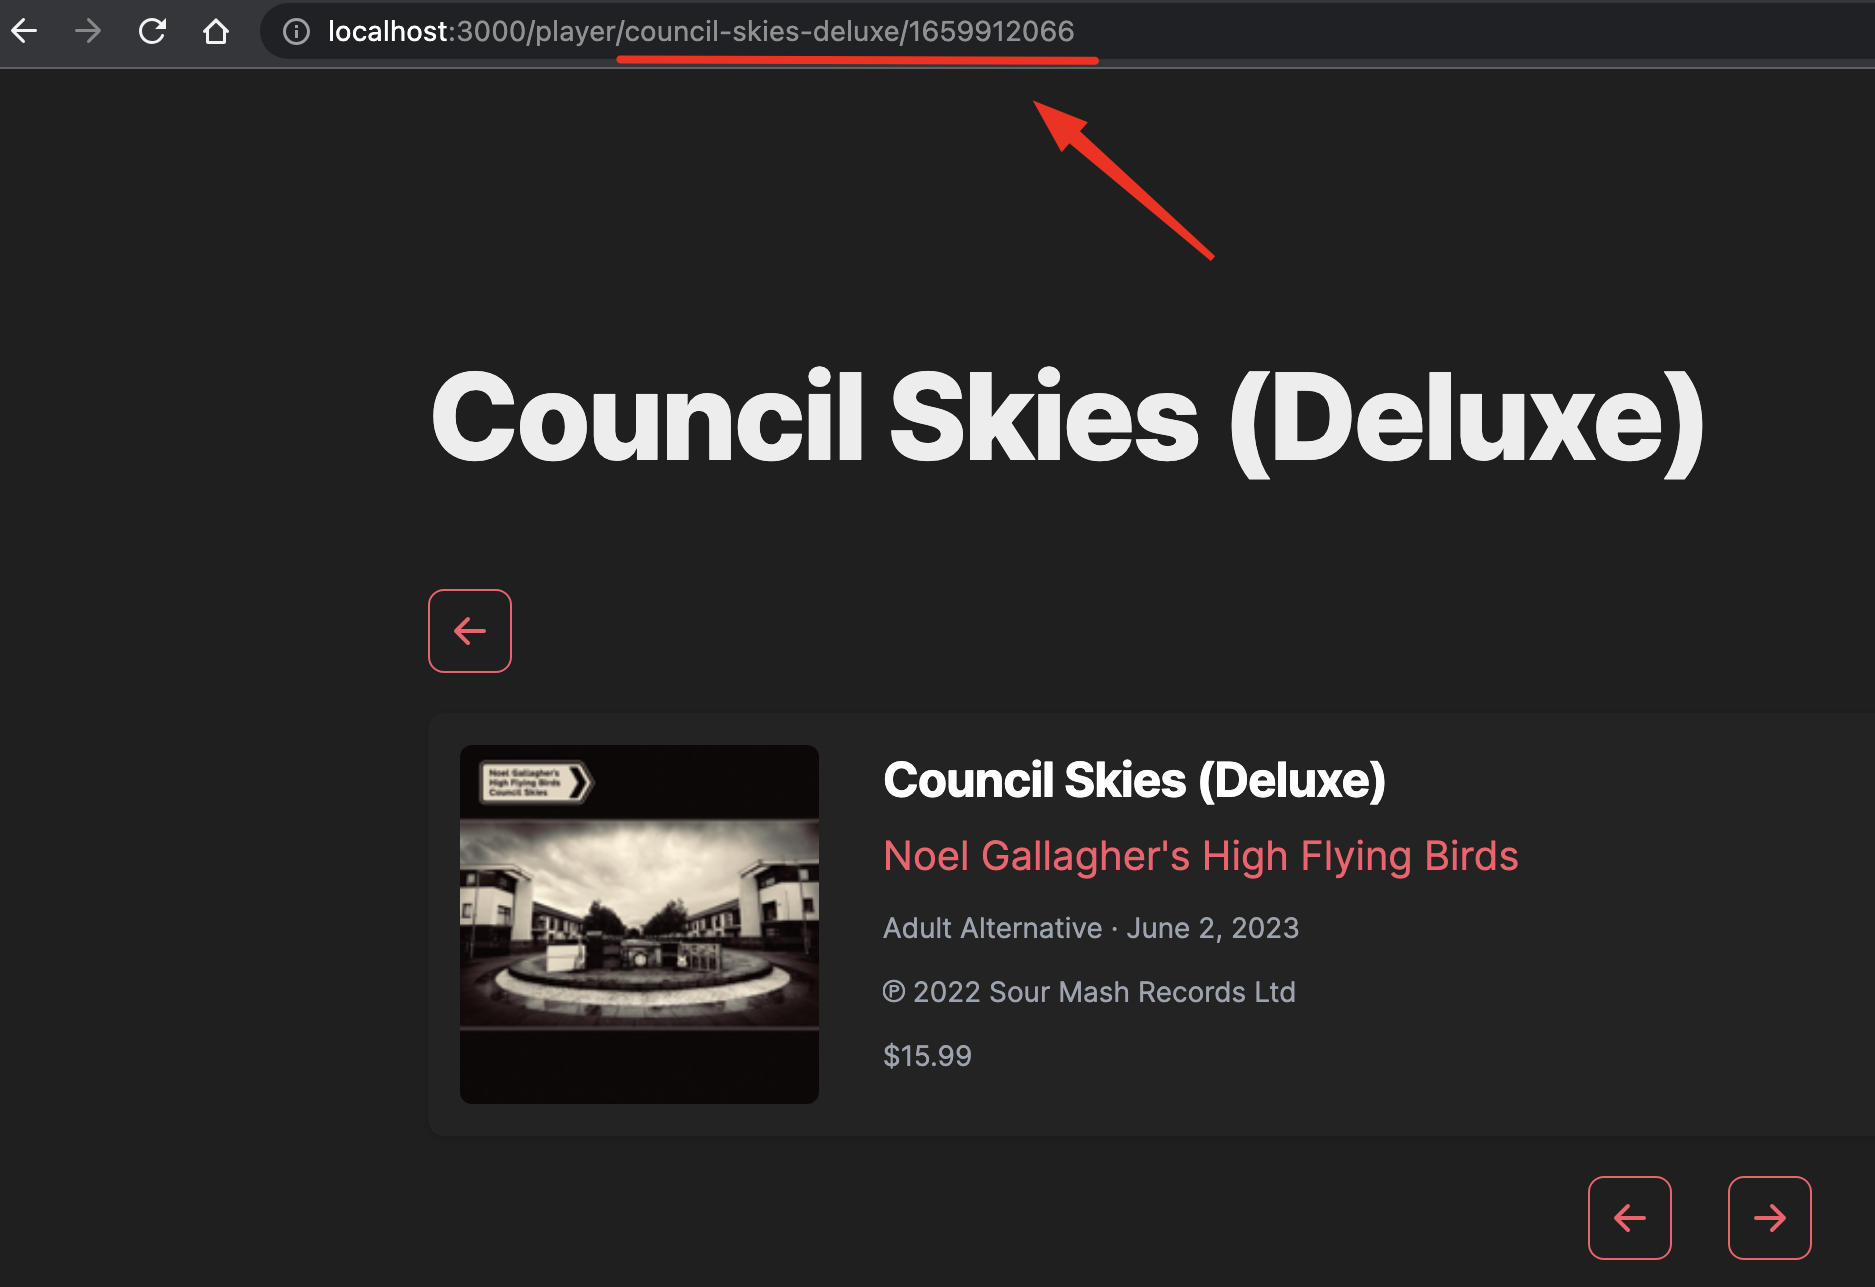 localhost:3000/player/council-skies-deluxe/1659912066
Council Skies (Deluxe)
Noel Gallagher's
High Flying Birds
Council Skies
Council Skies (Deluxe)
Noel Gallagher's High Flying Birds
Adult Alternative · June 2, 2023
℗ 2022 Sour Mash Records Ltd
$15.99